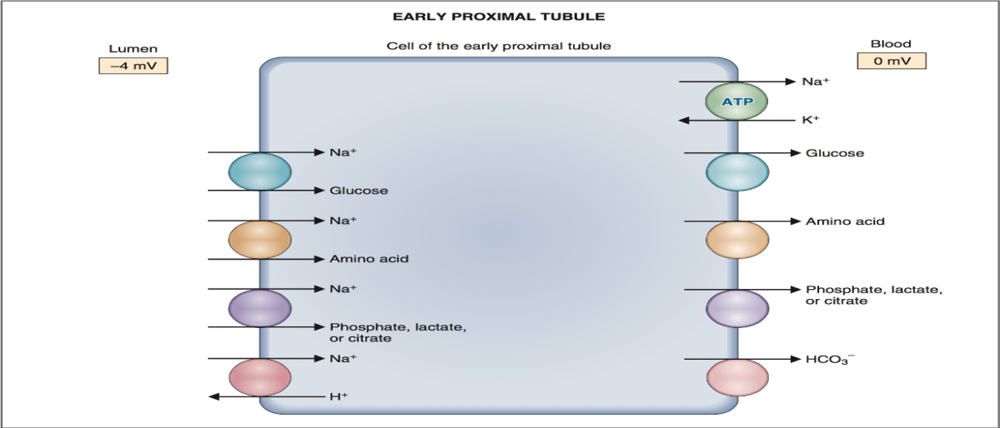 EARLY PROXIMAL TUBULE
Lumen
–4 mV
Cell of the early proximal tubule
Blood
0 mV
Na⁺
Glucose
Na⁺
Amino acid
Na⁺
Phosphate, lactate,
or citrate
Na⁺
H⁺
ATP
Na⁺
K⁺
Glucose
Amino acid
Phosphate, lactate,
or citrate
HCO₃⁻